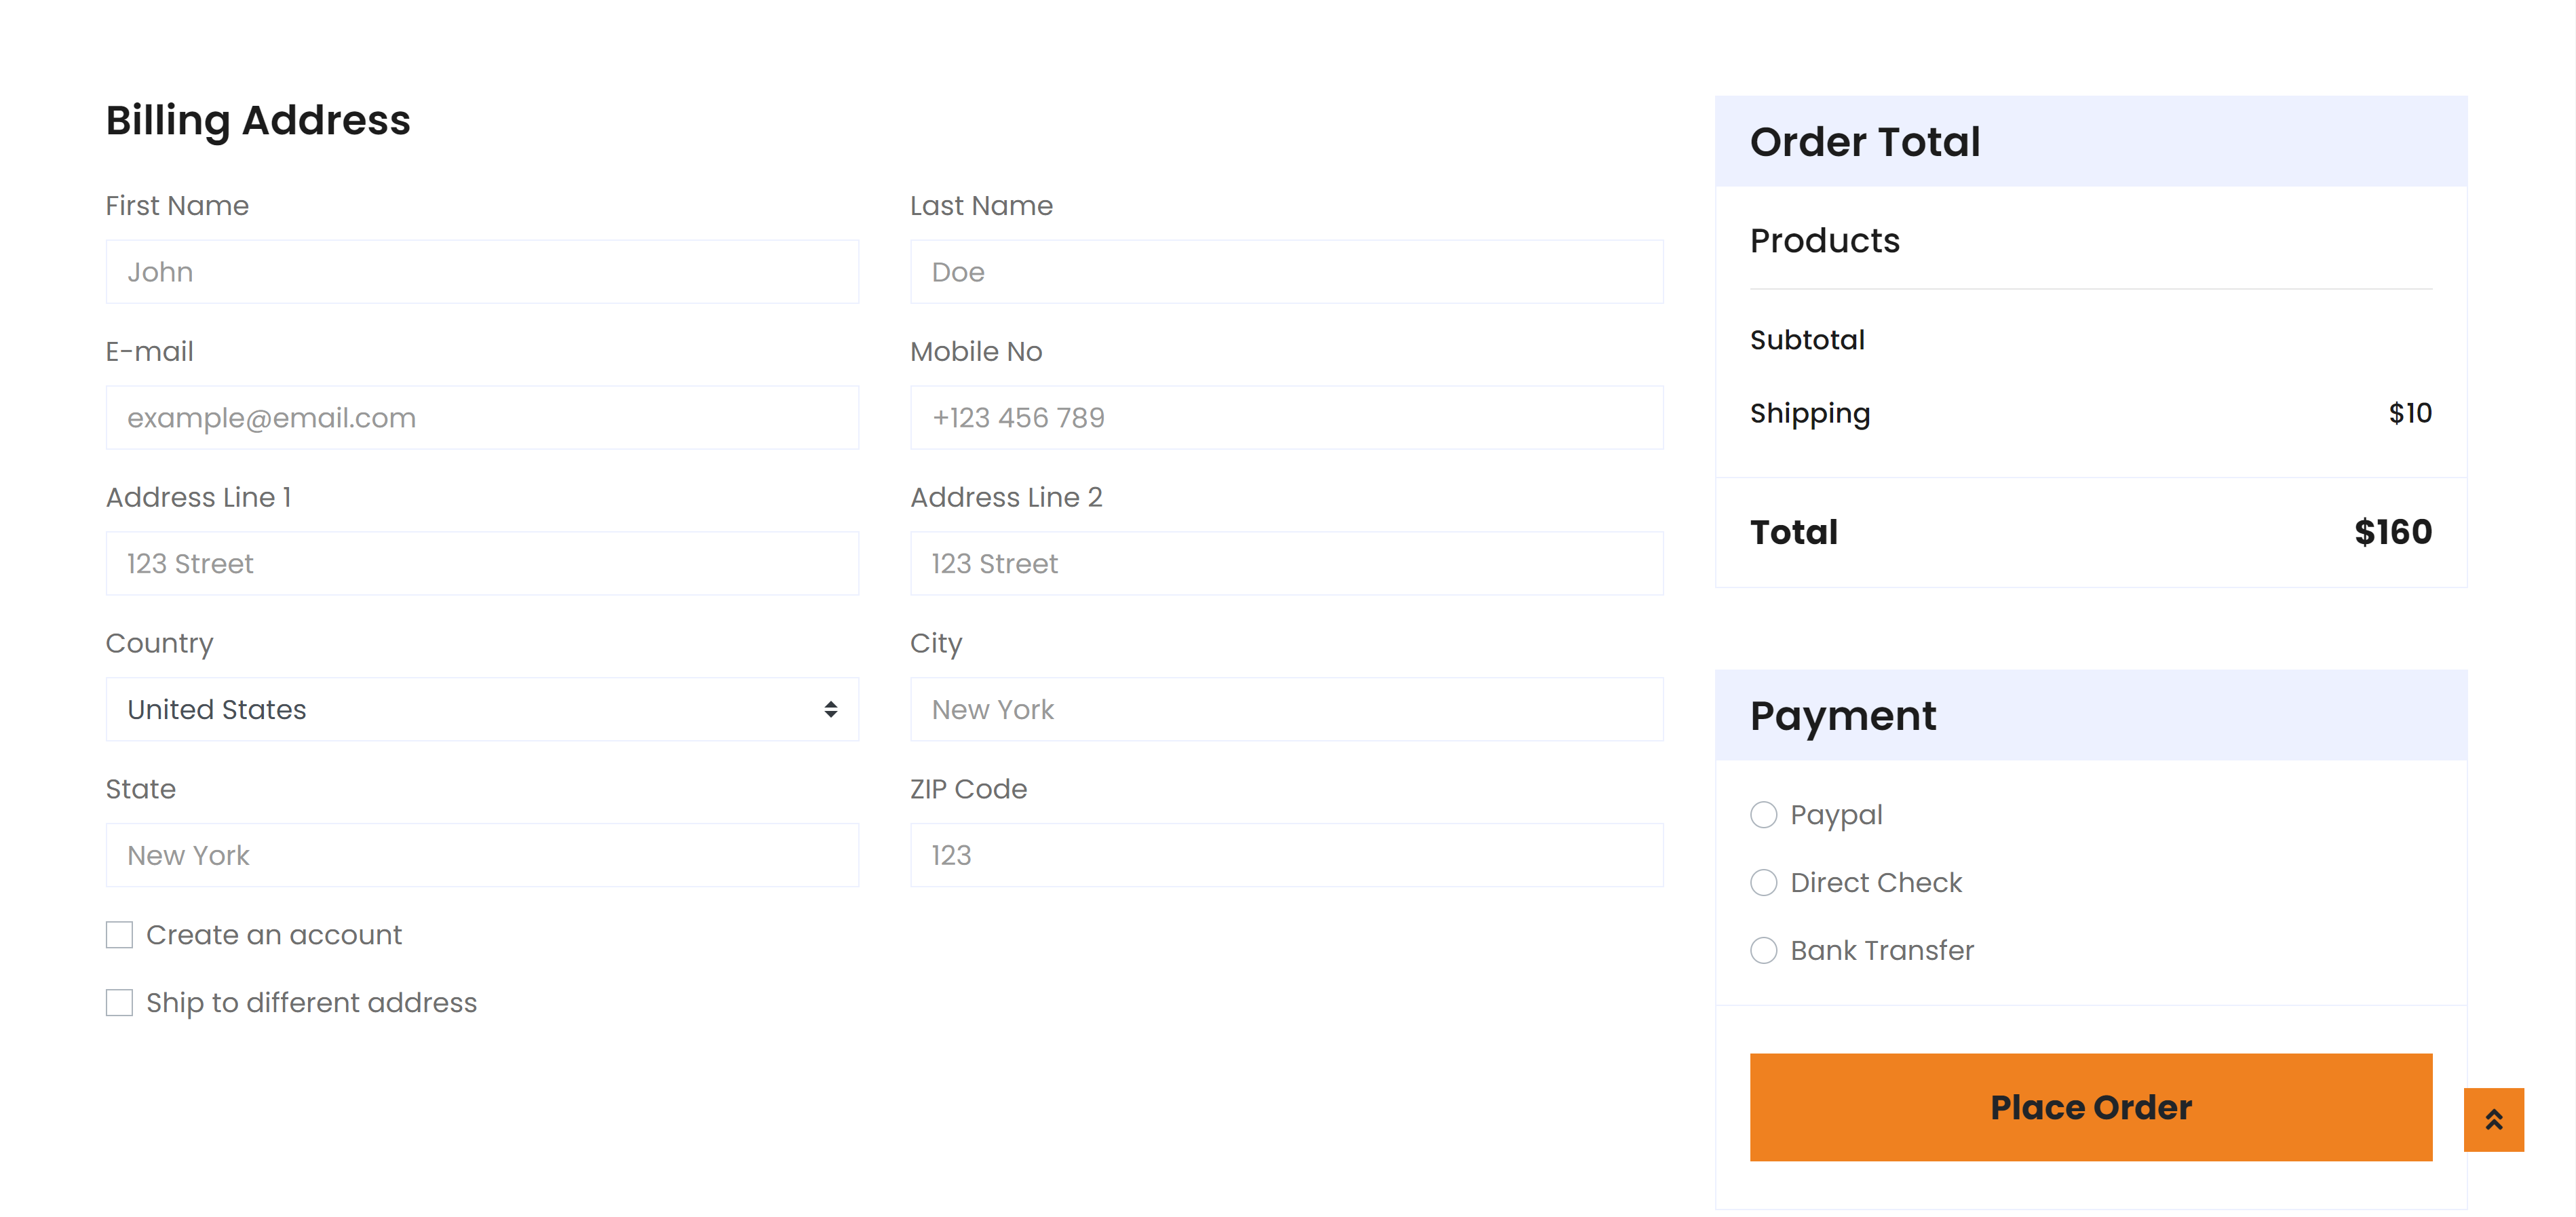 Billing Address
First Name
Last Name
John
Doe
E-mail
Mobile No
example@email.com
+123 456 789
Address Line 1
Address Line 2
123 Street
123 Street
Country
City
United States
New York
State
ZIP Code
New York
123
Create an account
Ship to different address
Order Total
Products
Subtotal
Shipping $10
Total $160
Payment
Paypal
Direct Check
Bank Transfer
Place Order